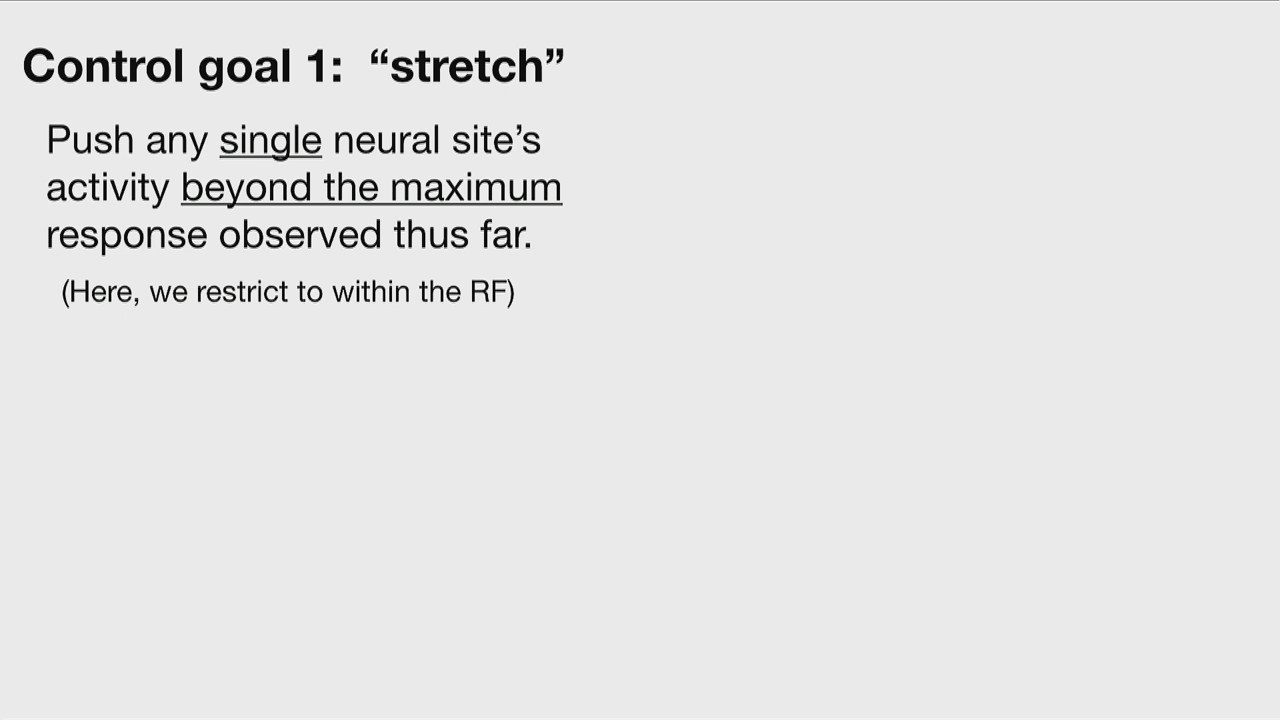 Control goal 1:  “stretch”
Push any single neural site’s
activity beyond the maximum
response observed thus far.
(Here, we restrict to within the RF)